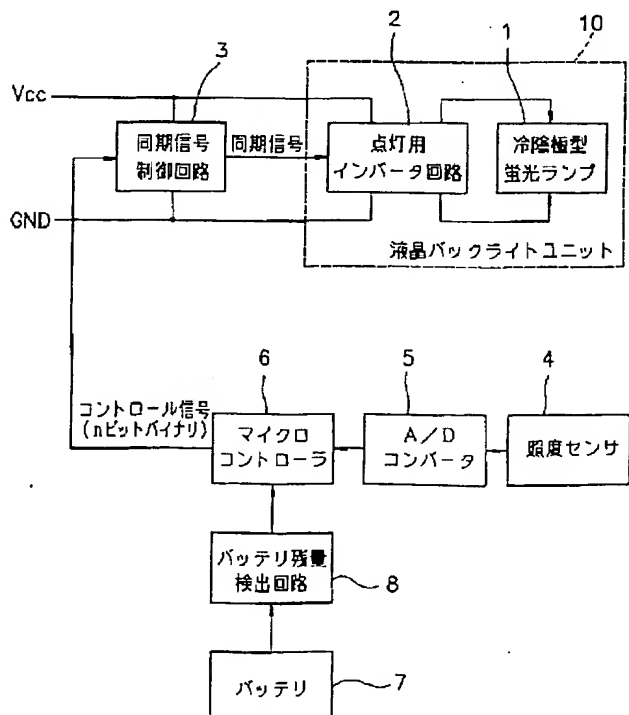 2
1
10
3
Vcc
同期信号
制御回路
同期信号
点灯用
インバータ回路
冷陰極型
蛍光ランプ
GND
液晶バックライトユニット
6
5
4
コントロール信号
(nビットバイナリ)
マイクロ
コントローラ
A/D
コンバータ
照度センサ
バッテリ残量
検出回路
8
バッテリ
7